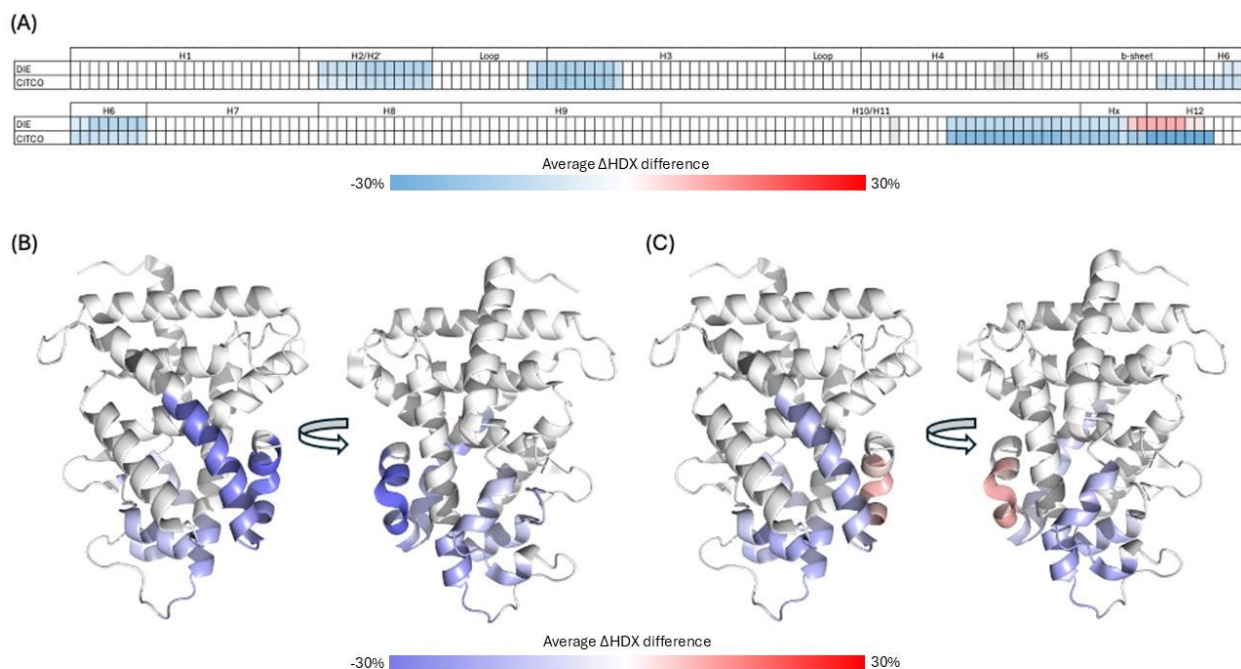 (A)
H1 H2/H2' Loop H3 Loop H4 H5 b-sheet H6
DIE
CITCO
H6 H7 H8 H9 H10/H11 Hx H12
DIE
CITCO
Average ΔHDX difference
-30% 30%
(B) (C)
Average ΔHDX difference
-30% 30%